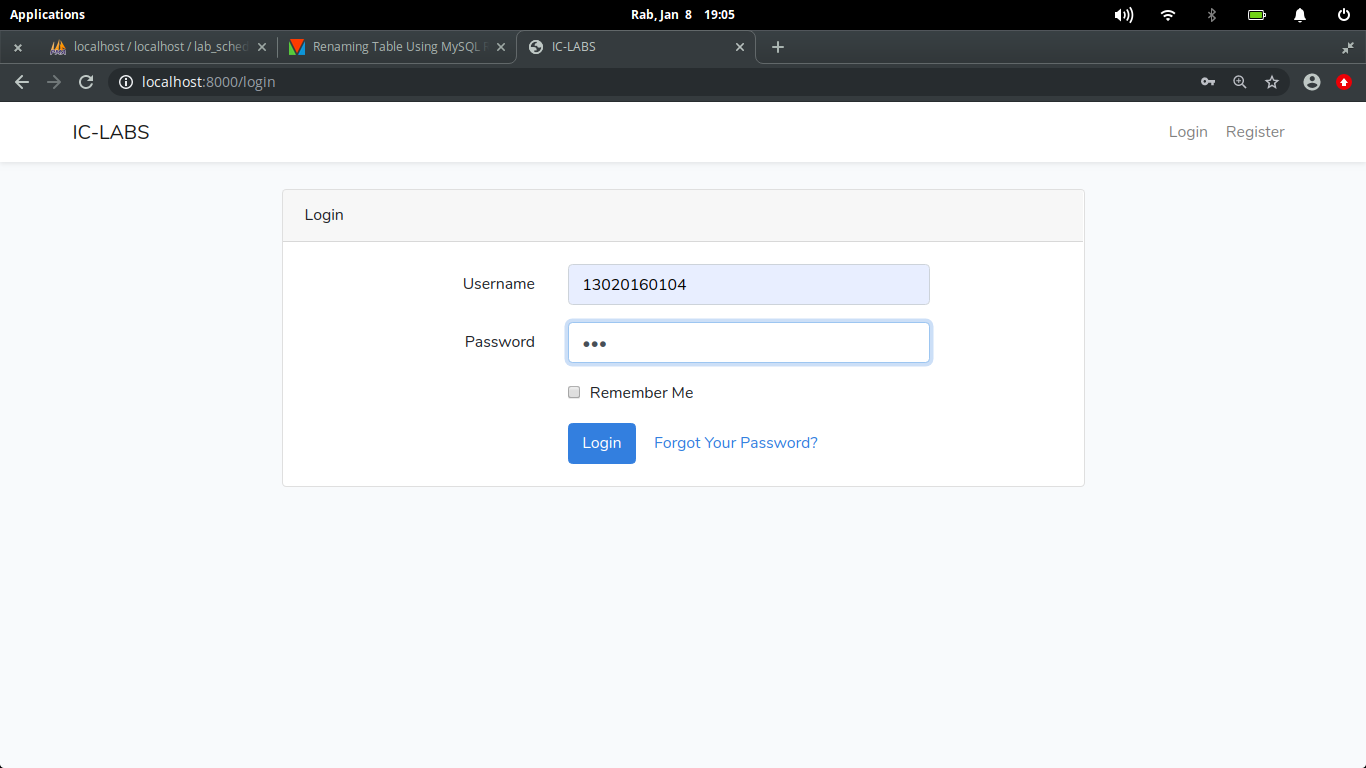 Applications
Rab, Jan 8 19:05
localhost / localhost / lab_sched
Renaming Table Using MySQL
IC-LABS
localhost:8000/login
IC-LABS
Login Register
Login
Username 13020160104
Password •••
Remember Me
Login Forgot Your Password?